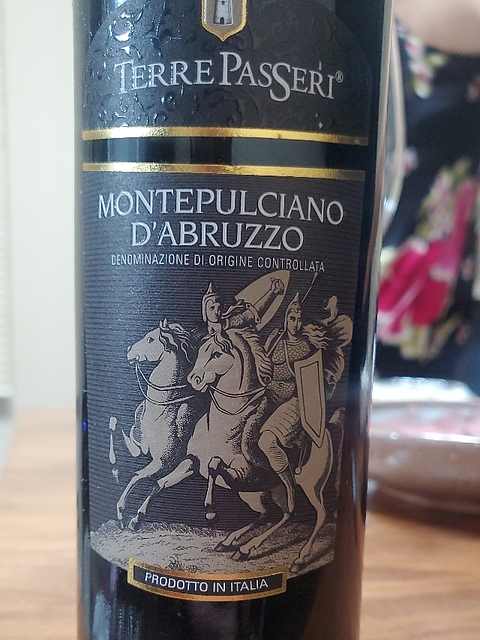 TERRE PASSERI®
MONTEPULCIANO
D'ABRUZZO
DENOMINAZIONE DI ORIGINE CONTROLLATA
PRODOTTO IN ITALIA